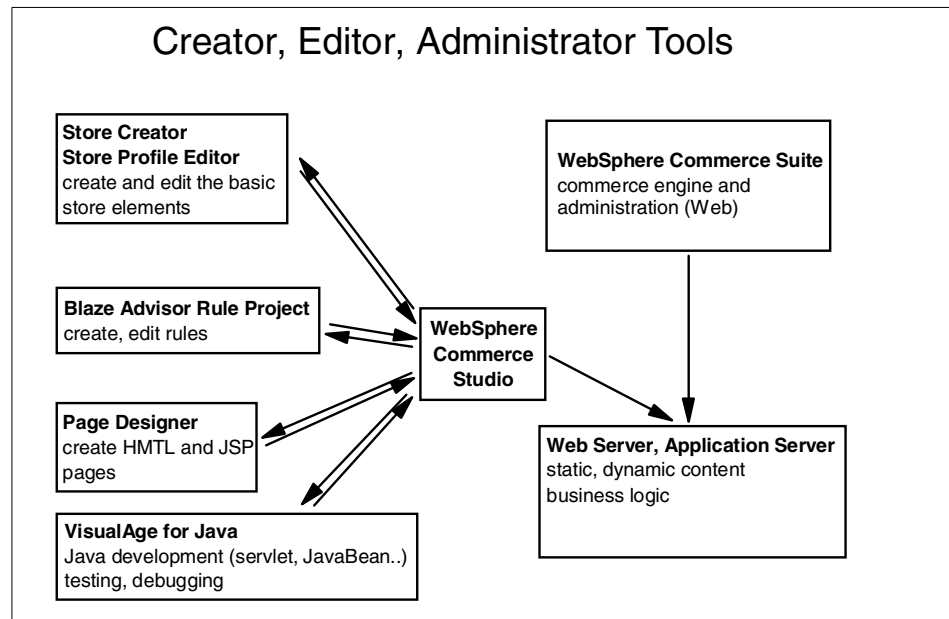 Creator, Editor, Administrator Tools
Store Creator
Store Profile Editor
create and edit the basic
store elements
WebSphere Commerce Suite
commerce engine and
administration (Web)
Blaze Advisor Rule Project
create, edit rules
WebSphere
Commerce
Studio
Page Designer
create HMTL and JSP
pages
Web Server, Application Server
static, dynamic content
business logic
VisualAge for Java
Java development (servlet, JavaBean..)
testing, debugging